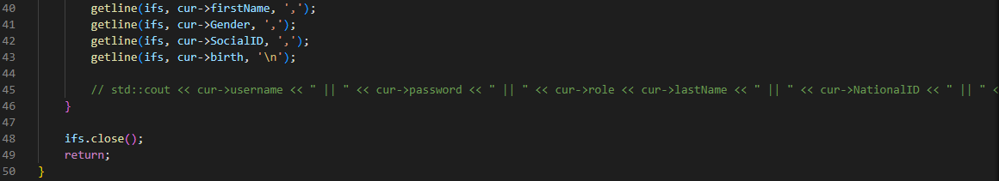 40 getline(ifs, cur->firstName, ',');
41 getline(ifs, cur->Gender, ',');
42 getline(ifs, cur->SocialID, ',');
43 getline(ifs, cur->birth, '\n');
44
45 // std::cout << cur->username << " || " << cur->password << " || " << cur->role << cur->lastName << " || " << cur->NationalID << " || " <
46 }
47
48 ifs.close();
49 return;
50 }